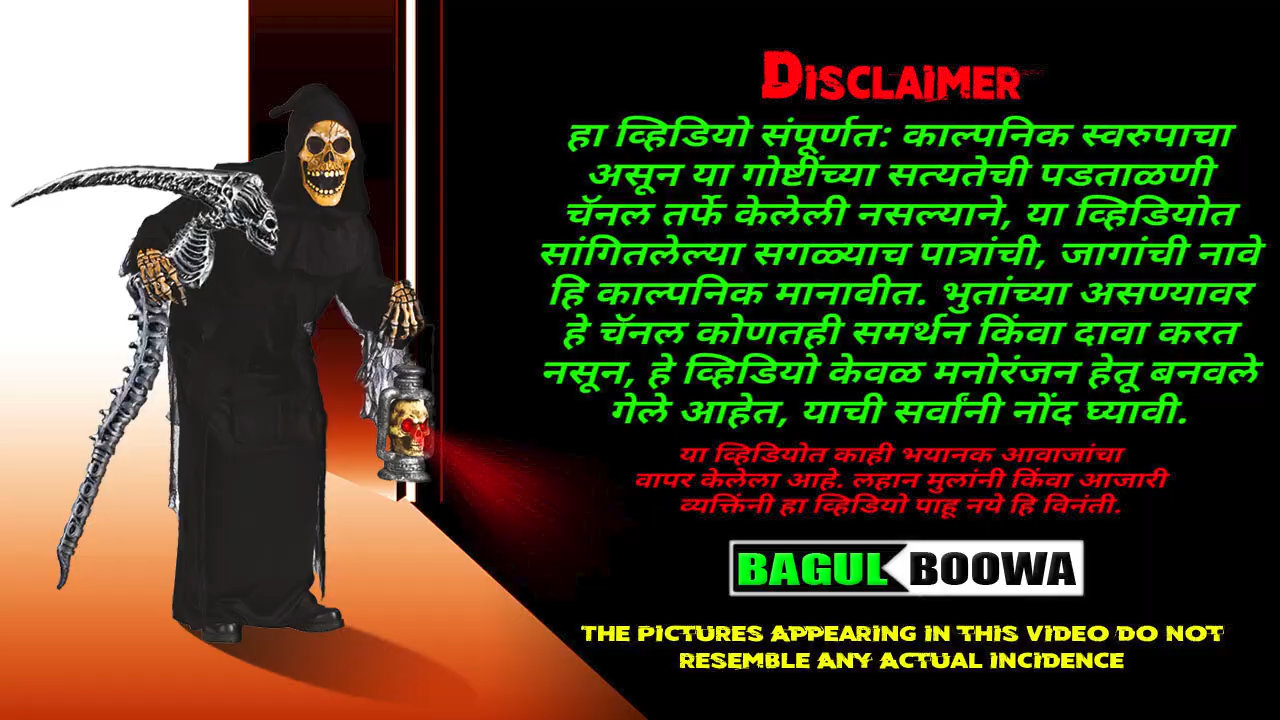 DISCLAIMER
हा व्हिडियो संपूर्णत: काल्पनिक स्वरुपाचा
असून या गोष्टींच्या सत्यतेची पडताळणी
चॅनल तर्फे केलेली नसल्याने, या व्हिडियोत
सांगितलेल्या सगळ्याच पात्रांची, जागांची नावे
हि काल्पनिक मानावीत. भुतांच्या असण्यावर
हे चॅनल कोणतही समर्थन किंवा दावा करत
नसून, हे व्हिडियो केवळ मनोरंजन हेतू बनवले
गेले आहेत, याची सर्वांनी नोंद घ्यावी.
या व्हिडियोत काही भयानक आवाजांचा
वापर केलेला आहे. लहान मुलांनी किंवा आजारी
व्यक्तिंनी हा व्हिडियो पाहू नये हि विनंती.
BAGUL BOOWA
THE PICTURES APPEARING IN THIS VIDEO DO NOT
RESEMBLE ANY ACTUAL INCIDENCE